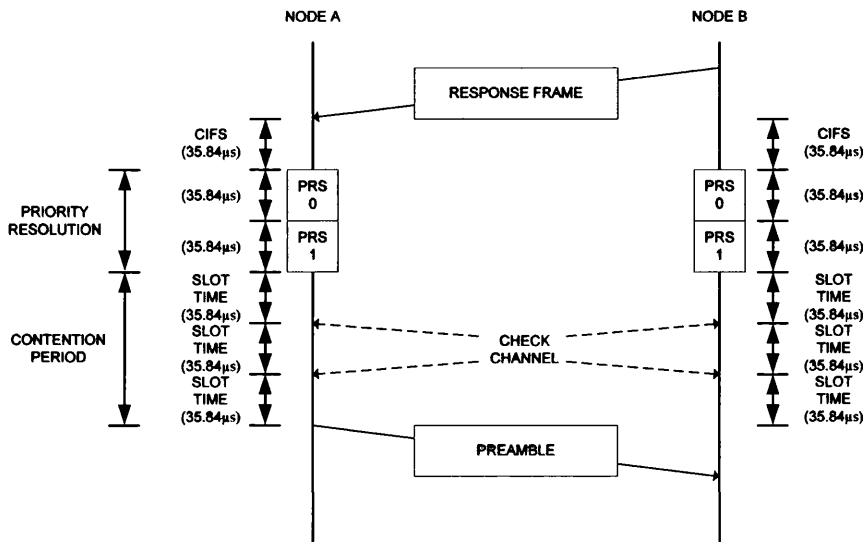 NODE A
NODE B
RESPONSE FRAME
CIFS
(35.84µs)
CIFS
(35.84µs)
PRIORITY
RESOLUTION
(35.84µs)
PRS
0
PRS
0
(35.84µs)
(35.84µs)
PRS
1
PRS
1
(35.84µs)
CONTENTION
PERIOD
SLOT
TIME
(35.84µs)
SLOT
TIME
(35.84µs)
SLOT
TIME
(35.84µs)
CHECK
CHANNEL
SLOT
TIME
(35.84µs)
SLOT
TIME
(35.84µs)
SLOT
TIME
(35.84µs)
PREAMBLE